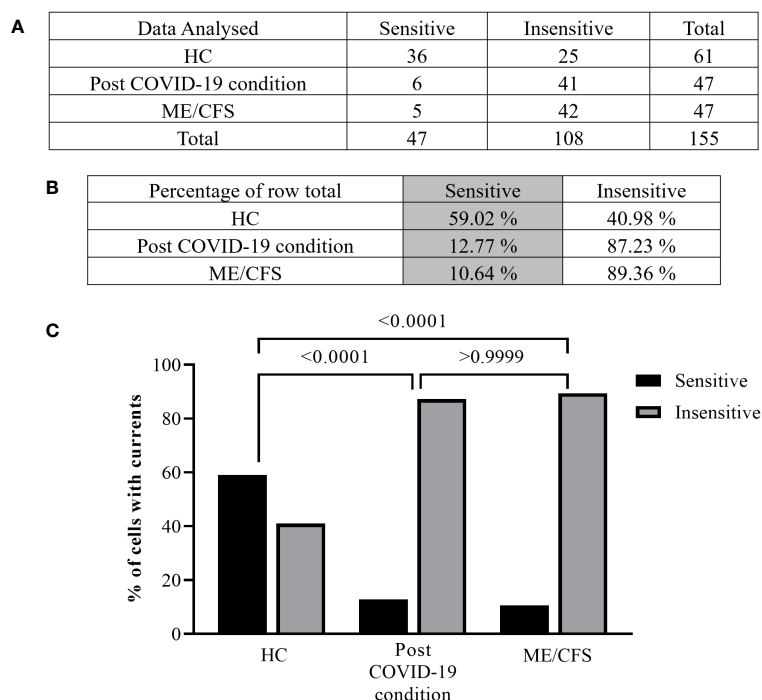 A
Data Analysed Sensitive Insensitive Total
HC 36 25 61
Post COVID-19 condition 6 41 47
ME/CFS 5 42 47
Total 47 108 155
B
Percentage of row total Sensitive Insensitive
HC 59.02 % 40.98 %
Post COVID-19 condition 12.77 % 87.23 %
ME/CFS 10.64 % 89.36 %
C
<0.0001
<0.0001 >0.9999
% of cells with currents
100
80
60
40
20
0
Sensitive
Insensitive
HC
Post
COVID-19
condition
ME/CFS